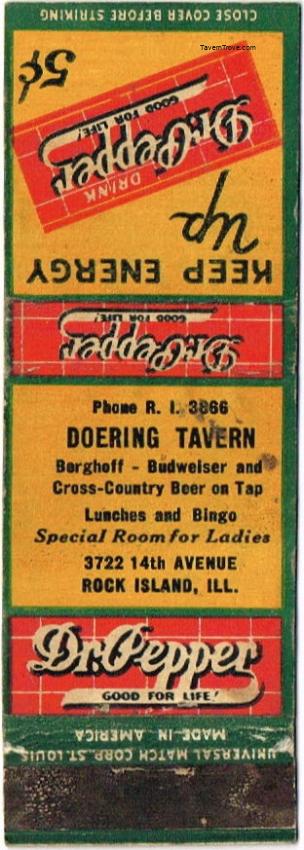 CLOSE COVER BEFORE STRIKING
TavernTrove.com
5¢
DRINK
Dr. Pepper
GOOD FOR LIFE!
KEEP ENERGY
Up
Dr. Pepper
GOOD FOR LIFE!
Phone R. I. 3866
DOERING TAVERN
Berghoff - Budweiser and
Cross-Country Beer on Tap
Lunches and Bingo
Special Room for Ladies
3722 14th AVENUE
ROCK ISLAND, ILL.
Dr. Pepper
GOOD FOR LIFE!
MADE IN AMERICA
UNIVERSAL MATCH CORP. ST. LOUIS